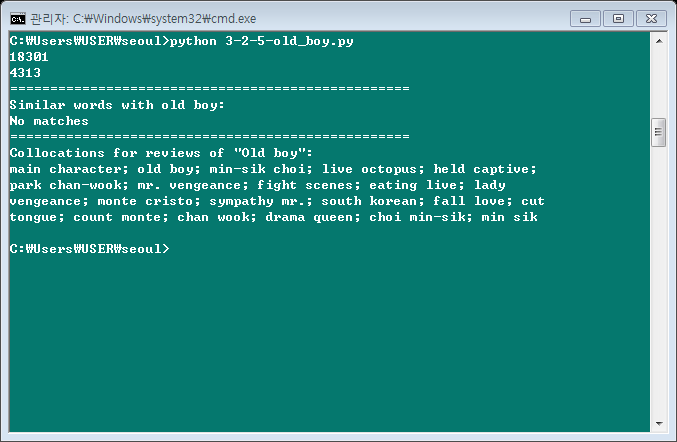 관리자: C:₩Windows₩system32₩cmd.exe
C:₩Users₩USER₩seoul>python 3-2-5-old_boy.py
18301
4313
==================================================
Similar words with old boy:
No matches
==================================================
Collocations for reviews of "Old boy":
main character; old boy; min-sik choi; live octopus; held captive;
park chan-wook; mr. vengeance; fight scenes; eating live; lady
vengeance; monte cristo; sympathy mr.; south korean; fall love; cut
tongue; count monte; chan wook; drama queen; choi min-sik; min sik
C:₩Users₩USER₩seoul>